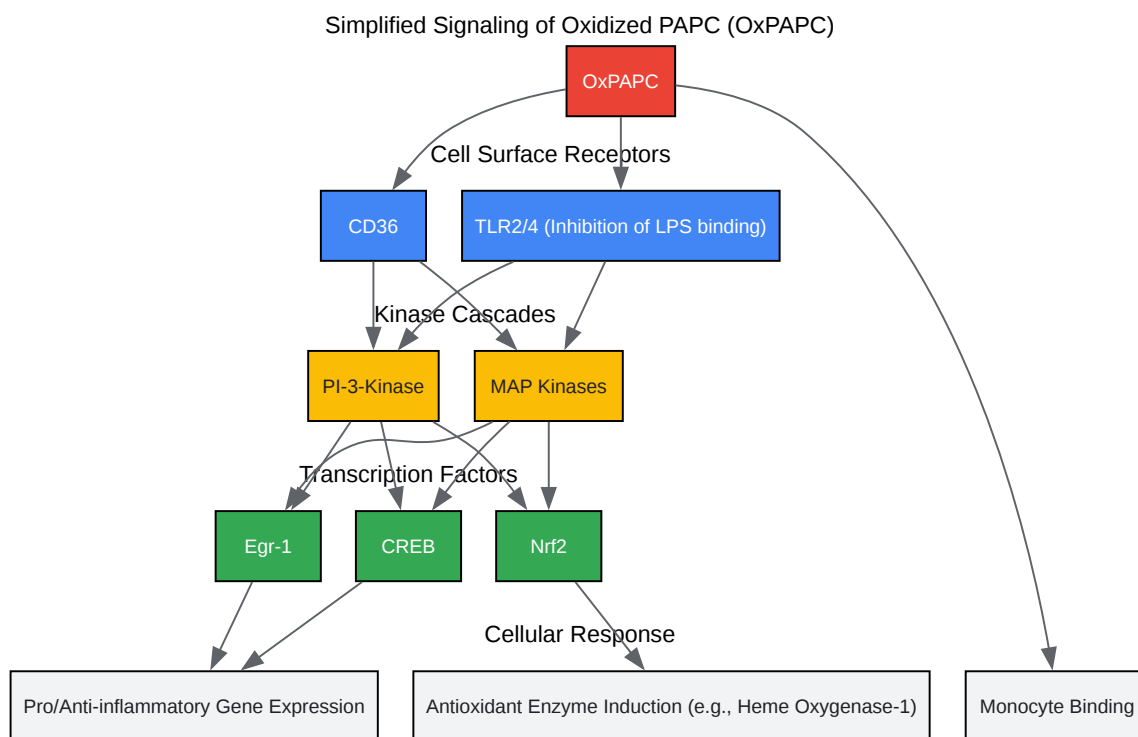 Simplified Signaling of Oxidized PAPC (OxPAPC)
OxPAPC
Cell Surface Receptors
CD36
TLR2/4 (Inhibition of LPS binding)
Kinase Cascades
PI-3-Kinase
MAP Kinases
Transcription Factors
Egr-1
CREB
Nrf2
Cellular Response
Pro/Anti-inflammatory Gene Expression
Antioxidant Enzyme Induction (e.g., Heme Oxygenase-1)
Monocyte Binding